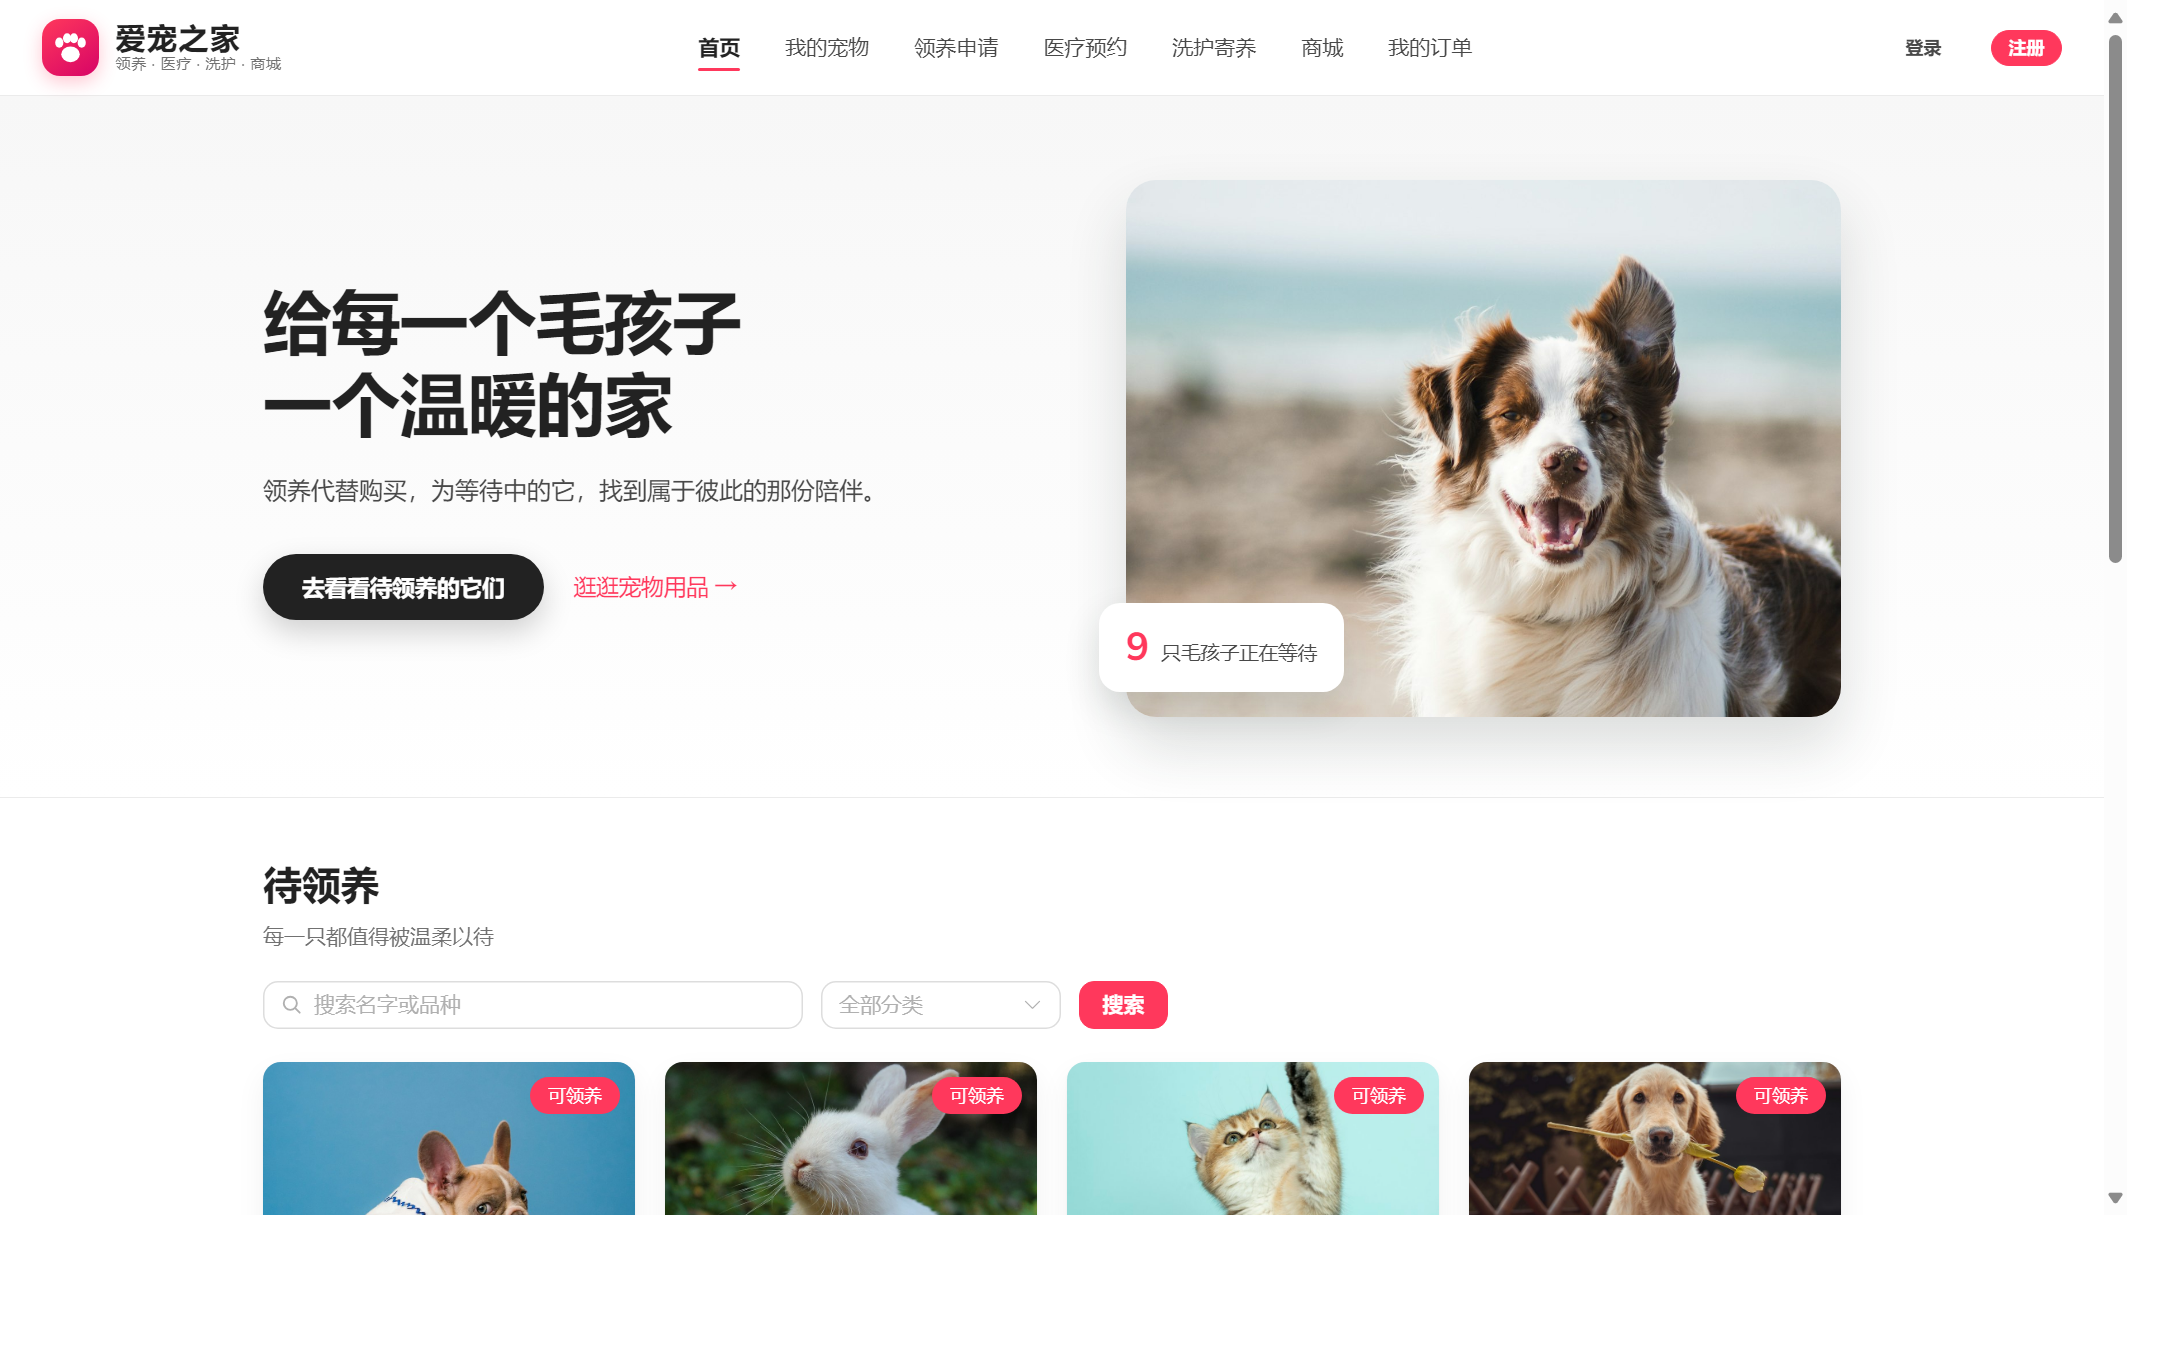 爱宠之家
领养 · 医疗 · 洗护 · 商城
首页
我的宠物
领养申请
医疗预约
洗护寄养
商城
我的订单
登录
注册
给每一个毛孩子
一个温暖的家
领养代替购买，为等待中的它，找到属于彼此的那份陪伴。
去看看待领养的它们
逛逛宠物用品 →
9 只毛孩子正在等待
待领养
每一只都值得被温柔以待
搜索名字或品种
全部分类
搜索
可领养
可领养
可领养
可领养